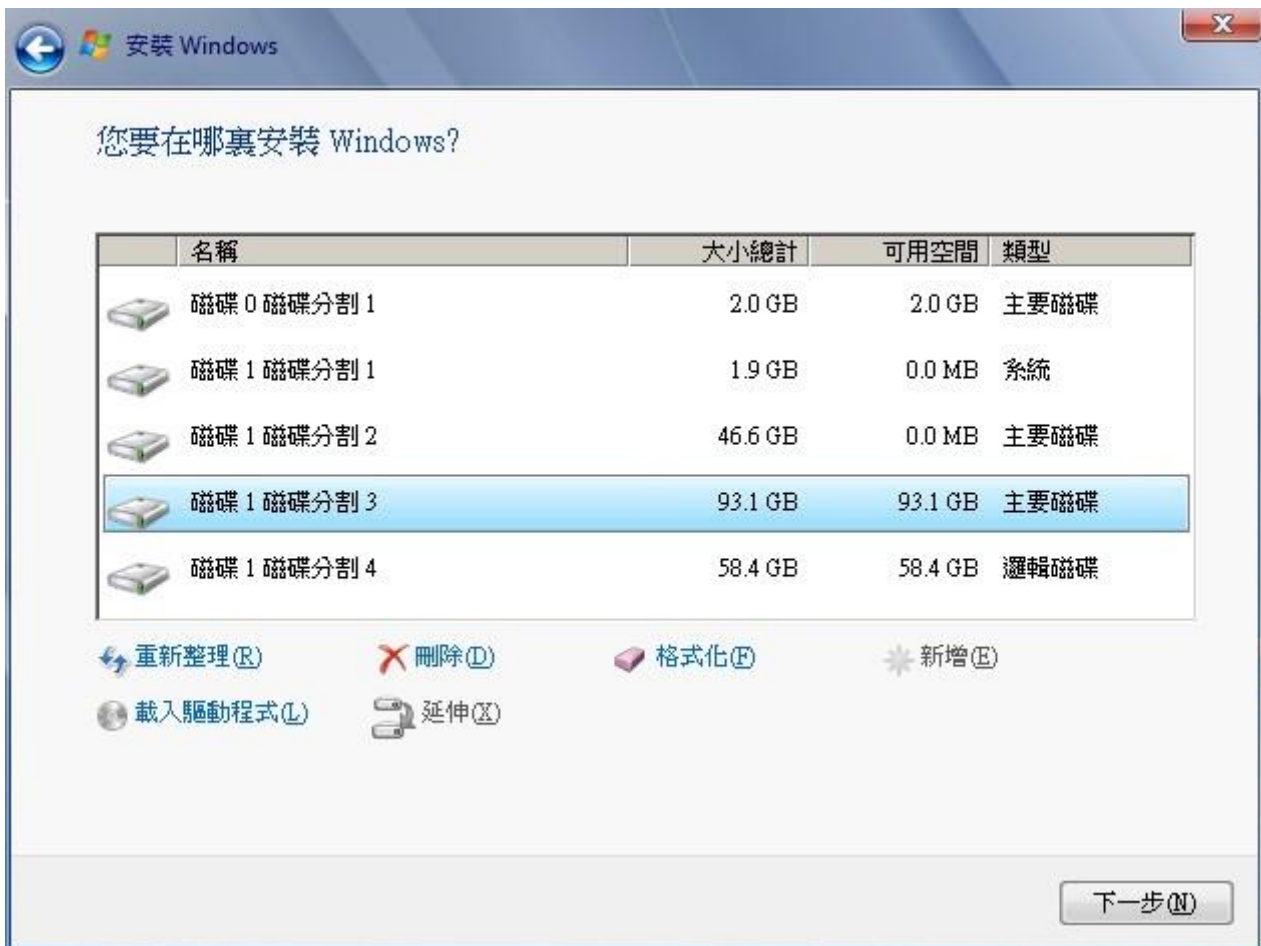 安裝 Windows
您要在哪裏安裝 Windows?
名稱 大小總計 可用空間 類型
磁碟 0 磁碟分割 1 2.0 GB 2.0 GB 主要磁碟
磁碟 1 磁碟分割 1 1.9 GB 0.0 MB 系統
磁碟 1 磁碟分割 2 46.6 GB 0.0 MB 主要磁碟
磁碟 1 磁碟分割 3 93.1 GB 93.1 GB 主要磁碟
磁碟 1 磁碟分割 4 58.4 GB 58.4 GB 邏輯磁碟
重新整理(R) 刪除(D) 格式化(F) 新增(E)
載入驅動程式(L) 延伸(X)
下一步(N)